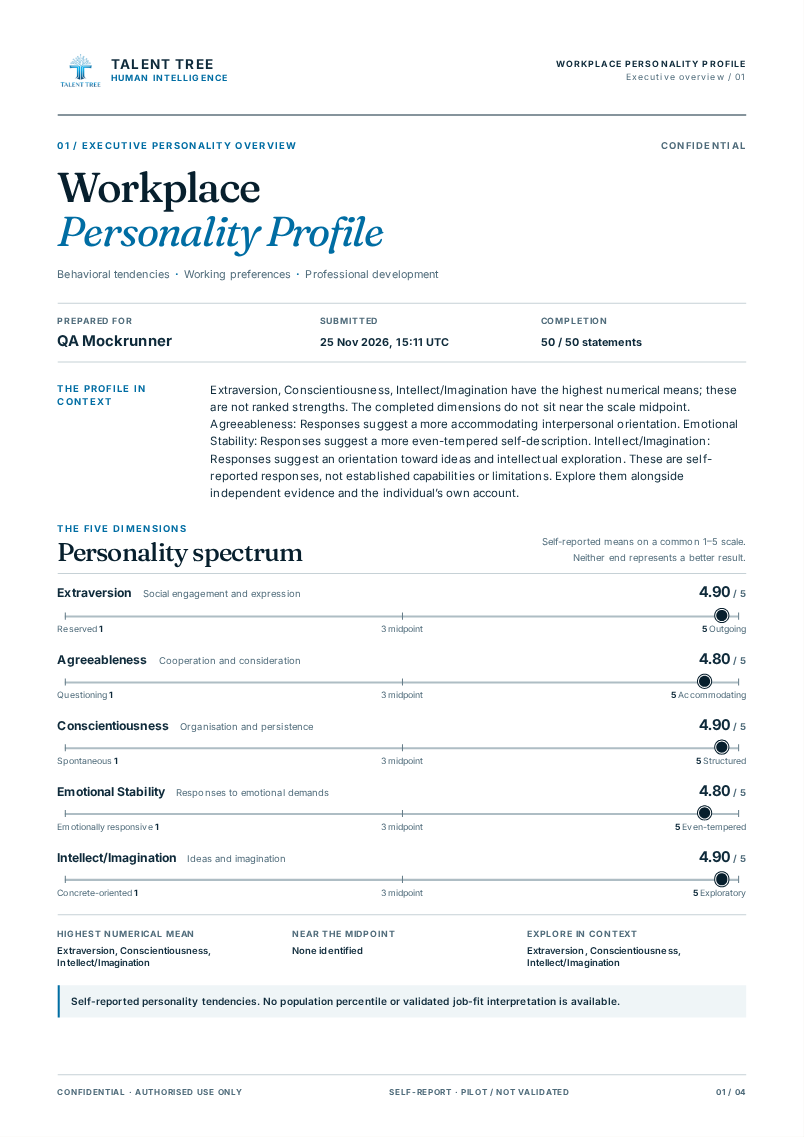 TALENT TREE
TALENT TREE
HUMAN INTELLIGENCE
WORKPLACE PERSONALITY PROFILE
Executive overview / 01
01 / EXECUTIVE PERSONALITY OVERVIEW
CONFIDENTIAL
Workplace
Personality Profile
Behavioral tendencies · Working preferences · Professional development
PREPARED FOR
SUBMITTED
COMPLETION
QA Mockrunner
25 Nov 2026, 15:11 UTC
50 / 50 statements
THE PROFILE IN
CONTEXT
Extraversion, Conscientiousness, Intellect/Imagination have the highest numerical means; these
are not ranked strengths. The completed dimensions do not sit near the scale midpoint.
Agreeableness: Responses suggest a more accommodating interpersonal orientation. Emotional
Stability: Responses suggest a more even-tempered self-description. Intellect/Imagination:
Responses suggest an orientation toward ideas and intellectual exploration. These are self-
reported responses, not established capabilities or limitations. Explore them alongside
independent evidence and the individual’s own account.
THE FIVE DIMENSIONS
Personality spectrum
Self-reported means on a common 1–5 scale.
Neither end represents a better result.
Extraversion Social engagement and expression 4.90 / 5
Reserved 1 3 midpoint 5 Outgoing
Agreeableness Cooperation and consideration 4.80 / 5
Questioning 1 3 midpoint 5 Accommodating
Conscientiousness Organisation and persistence 4.90 / 5
Spontaneous 1 3 midpoint 5 Structured
Emotional Stability Responses to emotional demands 4.80 / 5
Emotionally responsive 1 3 midpoint 5 Even-tempered
Intellect/Imagination Ideas and imagination 4.90 / 5
Concrete-oriented 1 3 midpoint 5 Exploratory
HIGHEST NUMERICAL MEAN
Extraversion, Conscientiousness,
Intellect/Imagination
NEAR THE MIDPOINT
None identified
EXPLORE IN CONTEXT
Extraversion, Conscientiousness,
Intellect/Imagination
Self-reported personality tendencies. No population percentile or validated job-fit interpretation is available.
CONFIDENTIAL · AUTHORISED USE ONLY
SELF-REPORT · PILOT / NOT VALIDATED
01 / 04